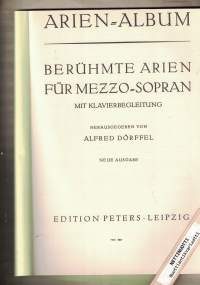 ARIEN=ALBUM
BERÜHMTE ARIEN
FÜR MEZZO=SOPRAN
MIT KLAVIERBEGLEITUNG
HERAUSGEGEBEN VON
ALFRED DÖRFFEL
NEUE AUSGABE
EDITION PETERS · LEIPZIG